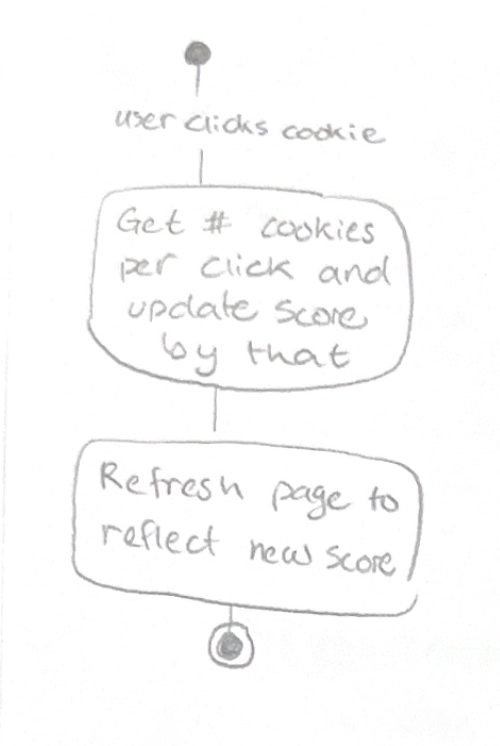 user clicks cookie
Get # cookies
per click and
update score
by that
Refresh page to
reflect new score